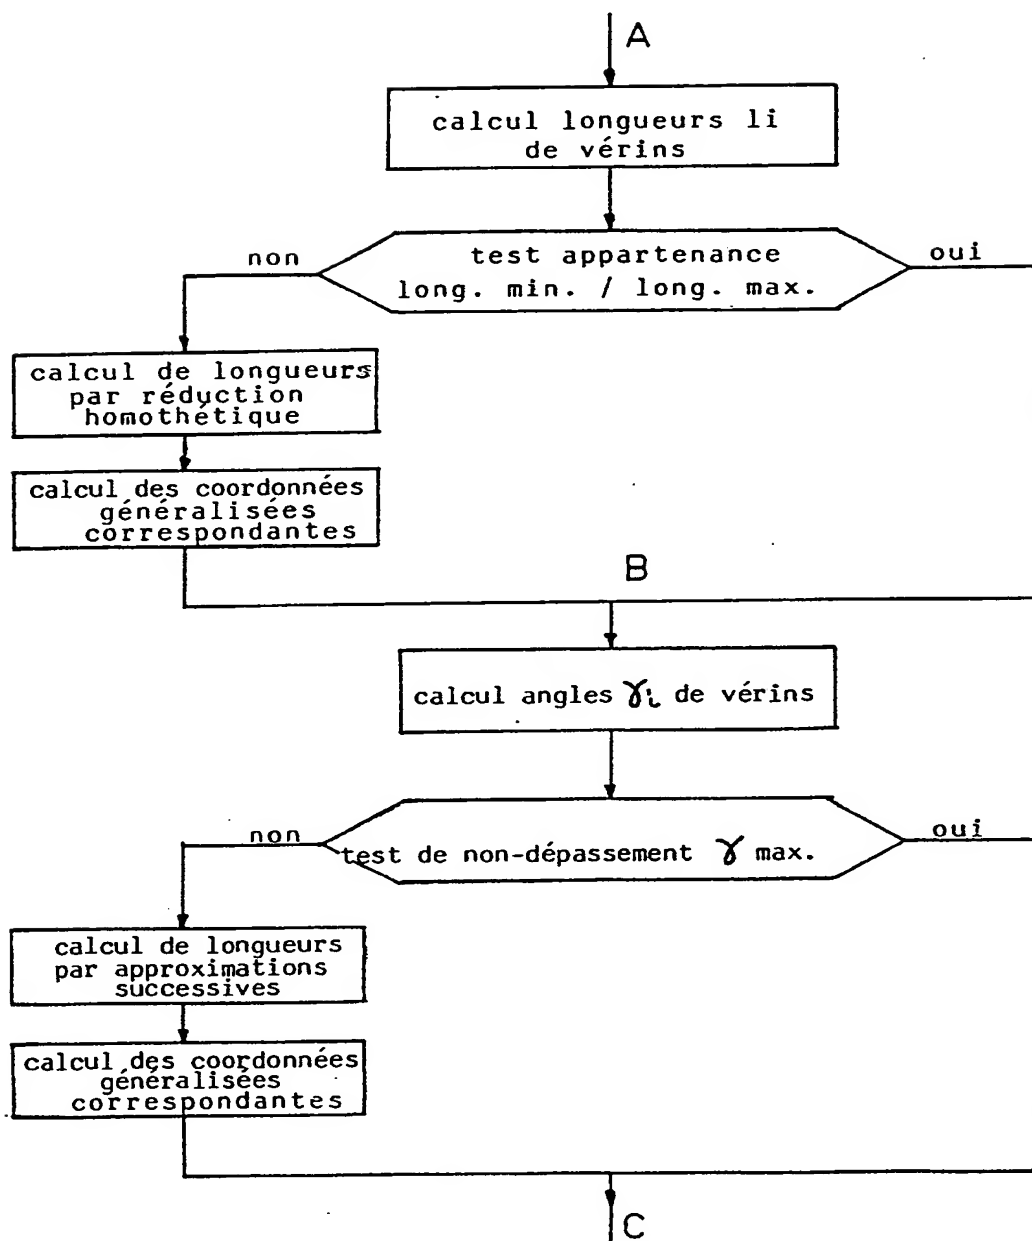 A
calcul longueurs li
de vérins
non
test appartenance
long. min. / long. max.
oui
calcul de longueurs
par réduction
homothétique
calcul des coordonnées
généralisées
correspondantes
B
calcul angles γi de vérins
non
test de non-dépassement γ max.
oui
calcul de longueurs
par approximations
successives
calcul des coordonnées
généralisées
correspondantes
C